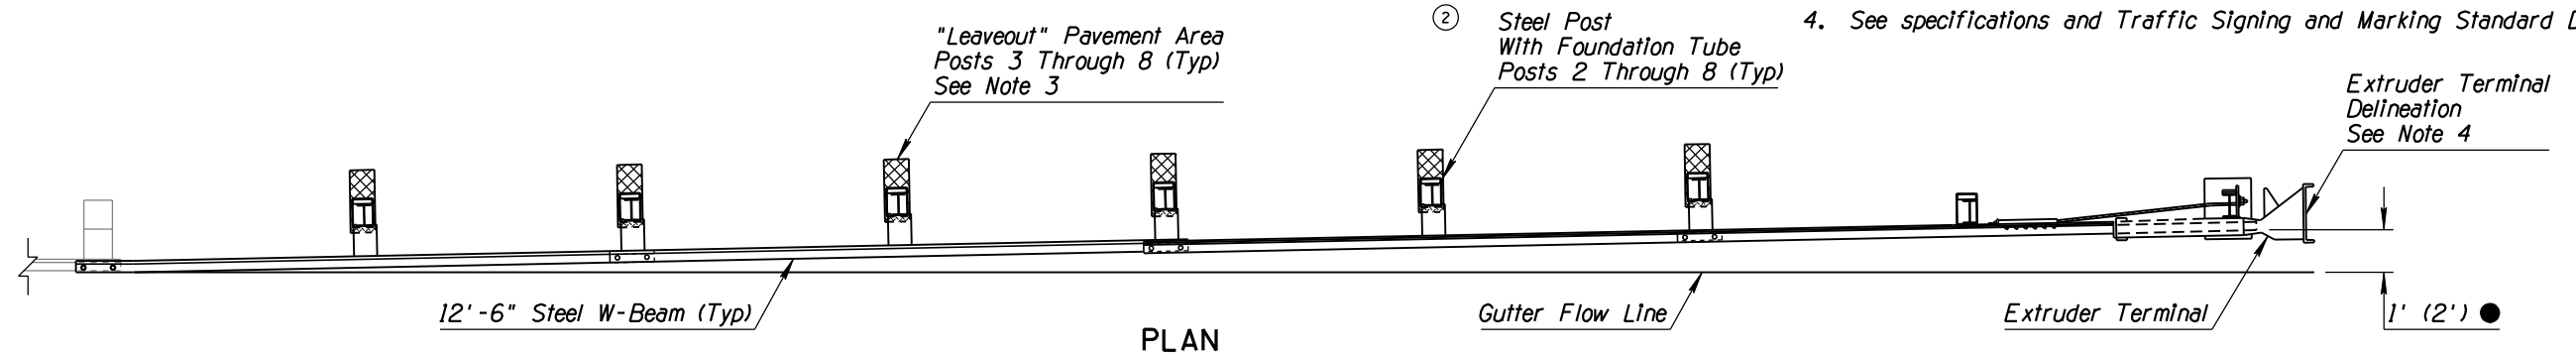 "Leaveout" Pavement Area
Posts 3 Through 8 (Typ)
See Note 3
2
Steel Post
With Foundation Tube
Posts 2 Through 8 (Typ)
4. See specifications and Traffic Signing and Marking Standard
Extruder Terminal
Delineation
See Note 4
12'-6" Steel W-Beam (Typ)
Gutter Flow Line
Extruder Terminal
1' (2') ●
PLAN